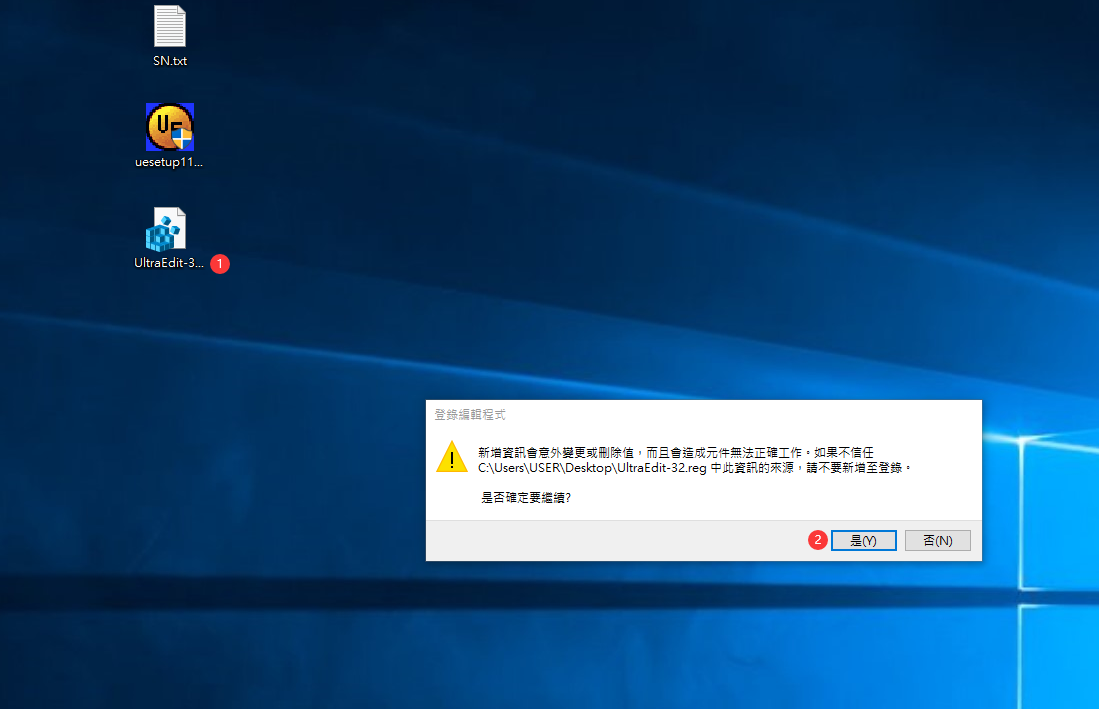 SN.txt
UE
uesetup11...
UltraEdit-3...
1
登錄編輯程式
新增資訊會意外變更或刪除值，而且會造成元件無法正確工作。如果不信任
C:\Users\USER\Desktop\UltraEdit-32.reg 中此資訊的來源，請不要新增至登錄。
是否確定要繼續?
2
是(Y)
否(N)